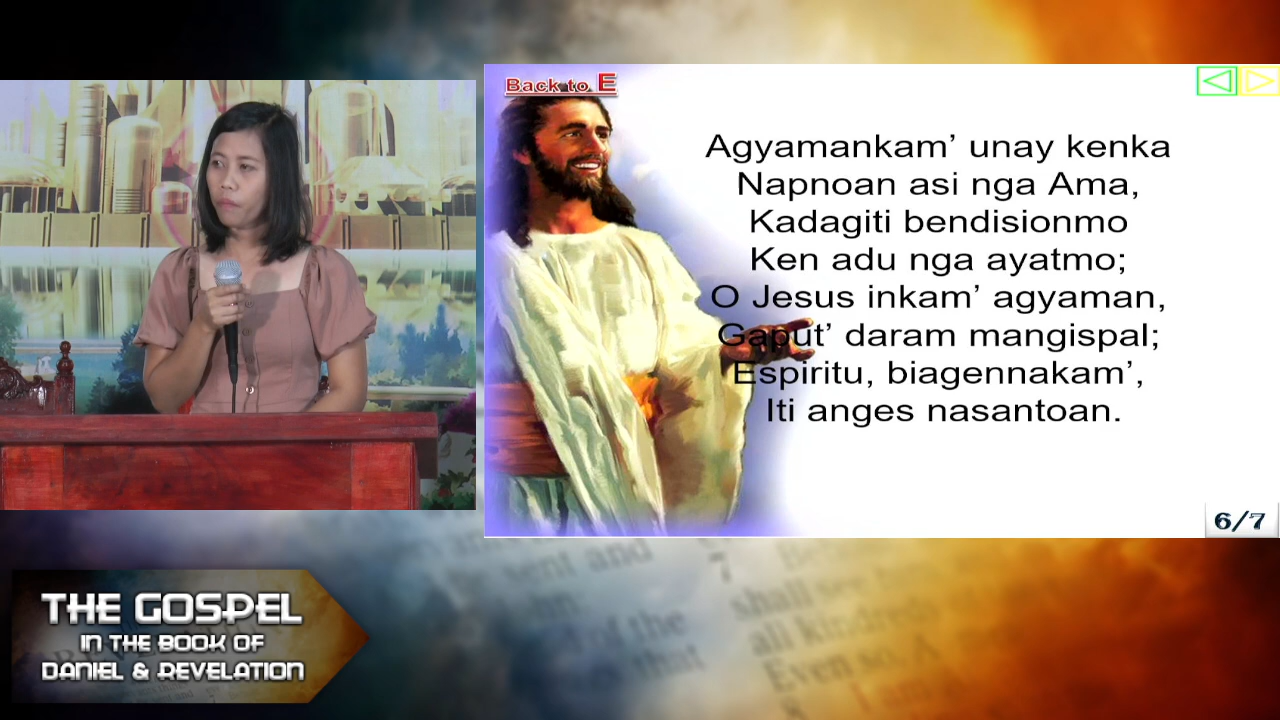 Back to E
Agyamankam’ unay kenka
Napnoan asi nga Ama,
Kadagiti bendisionmo
Ken adu nga ayatmo;
O Jesus inkam’ agyaman,
Gaput’ daram mangispal;
Espiritu, biagennakam’,
Iti anges nasantoan.
6/7
THE GOSPEL
IN THE BOOK OF
DANIEL & REVELATION